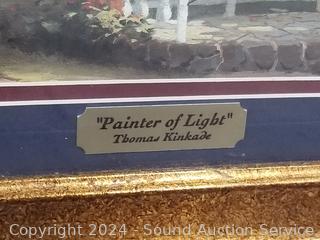 "Painter of Light"
Thomas Kinkade
Copyright 2024 - Sound Auction Service